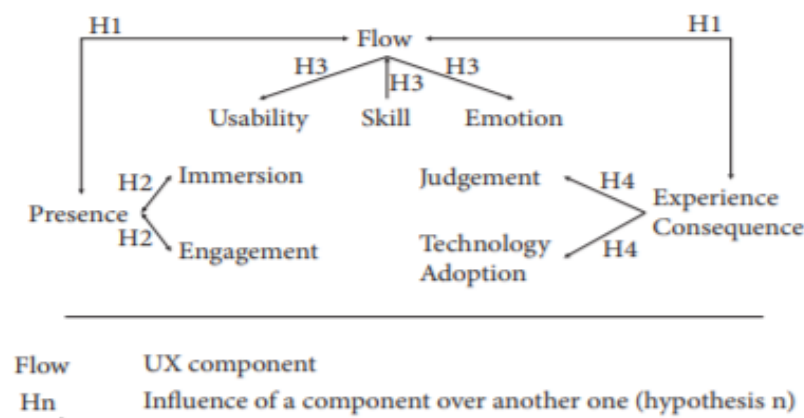 H1 H1
Flow
H3 H3 H3
Usability Skill Emotion
H2 Immersion Judgement H4
Presence Experience
Consequence
H2 Engagement Technology
Adoption H4
Flow UX component
Hn Influence of a component over another one (hypothesis n)